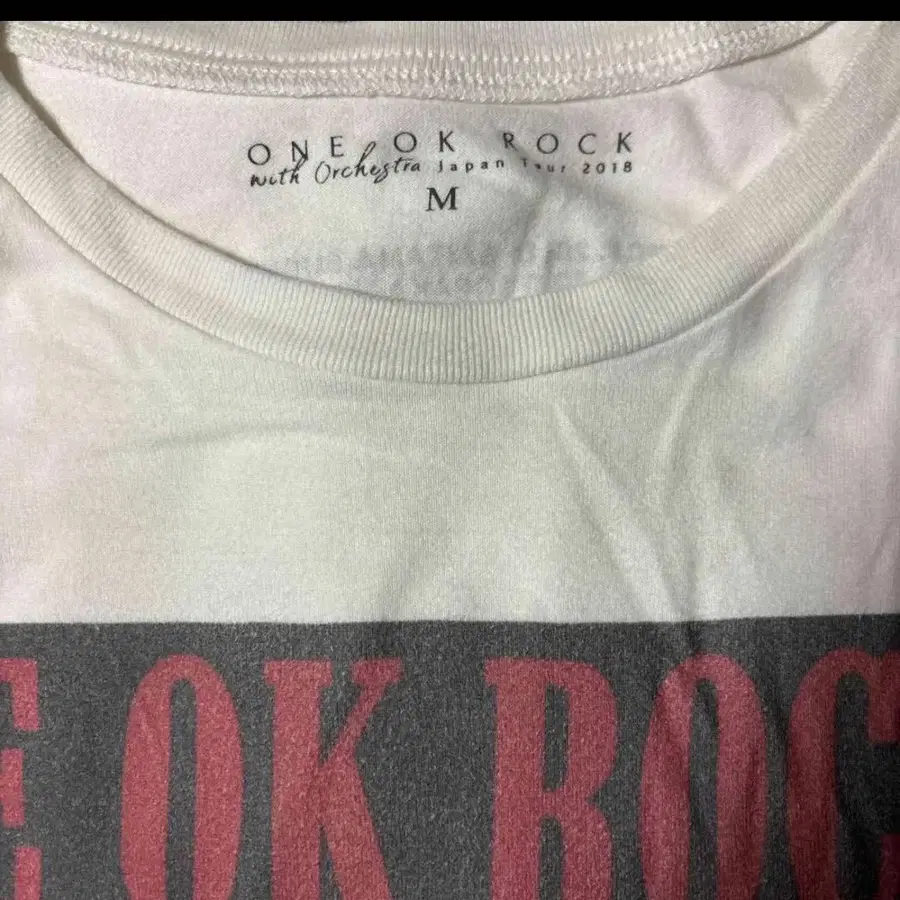 ONE OK ROCK
with Orchestra Japan Tour 2018
M
E OK ROC